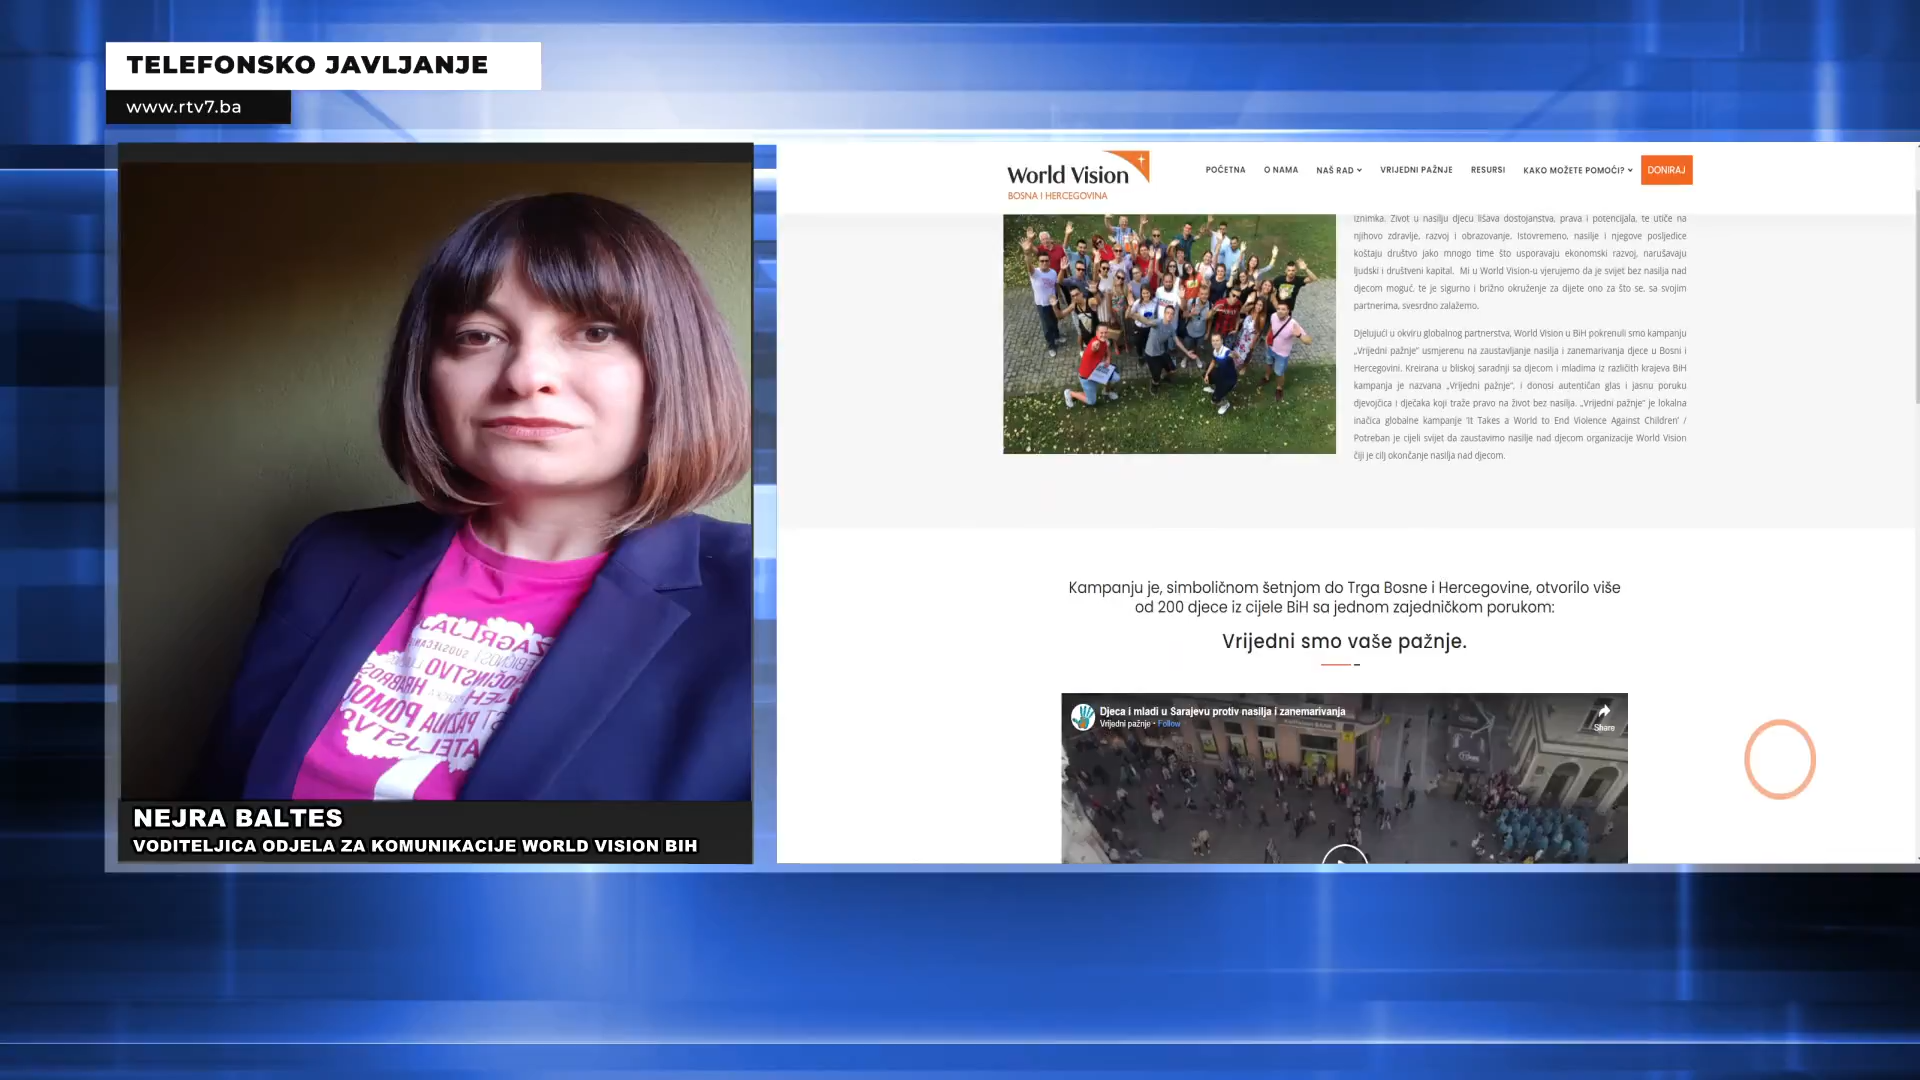 TELEFONSKO JAVLJANJE
www.rtv7.ba
World Vision
BOSNA I HERCEGOVINA
POČETNA
O NAMA
NAŠ RAD
VRIJEDNI PAŽNJE
RESURSI
KAKO MOŽETE POMOĆI?
DONIRAJ
iznimka. Život u nasilju djecu lišava dostojanstva, prava i potencijala, te utiče na
njihovo zdravlje, razvoj i obrazovanje. Istovremeno, nasilje i njegove posljedice
koštaju društvo jako mnogo time što usporavaju ekonomski razvoj, narušavaju
ljudski i društveni kapital. Mi u World Vision-u vjerujemo da je svijet bez nasilja nad
djecom moguć, te je sigurno i brižno okruženje za dijete ono za što se, sa svojim
partnerima, svesrdno zalažemo.
Djelujući u okviru globalnog partnerstva, World Vision u BiH pokrenuli smo kampanju
„Vrijedni pažnje“ usmjerenu na zaustavljanje nasilja i zanemarivanja djece u Bosni i
Hercegovini. Kreirana u bliskoj saradnji sa djecom i mladima iz različitih krajeva BiH
kampanja je nazvana „Vrijedni pažnje“, i donosi autentičan glas i jasnu poruku
djevojčica i dječaka koji traže pravo na život bez nasilja. „Vrijedni pažnje“ je lokalna
inačica globalne kampanje ‘It Takes a World to End Violence Against Children’ /
Potreban je cijeli svijet da zaustavimo nasilje nad djecom organizacije World Vision
čiji je cilj okončanje nasilja nad djecom.
Kampanju je, simboličnom šetnjom do Trga Bosne i Hercegovine, otvorilo više
od 200 djece iz cijele BiH sa jednom zajedničkom porukom:
Vrijedni smo vaše pažnje.
Djeca i mladi u Sarajevu protiv nasilja i zanemarivanja
Vrijedni pažnje · Follow
Share
ZAGRLJAJ
POMOĆ
NEJRA BALTES
VODITELJICA ODJELA ZA KOMUNIKACIJE WORLD VISION BIH